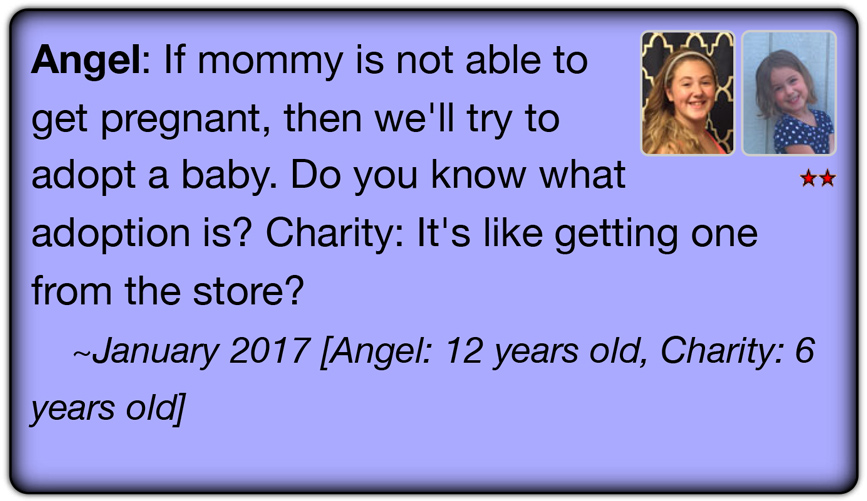 Angel: If mommy is not able to
get pregnant, then we'll try to
adopt a baby. Do you know what
adoption is? Charity: It's like getting one
from the store?
~January 2017 [Angel: 12 years old, Charity: 6
years old]